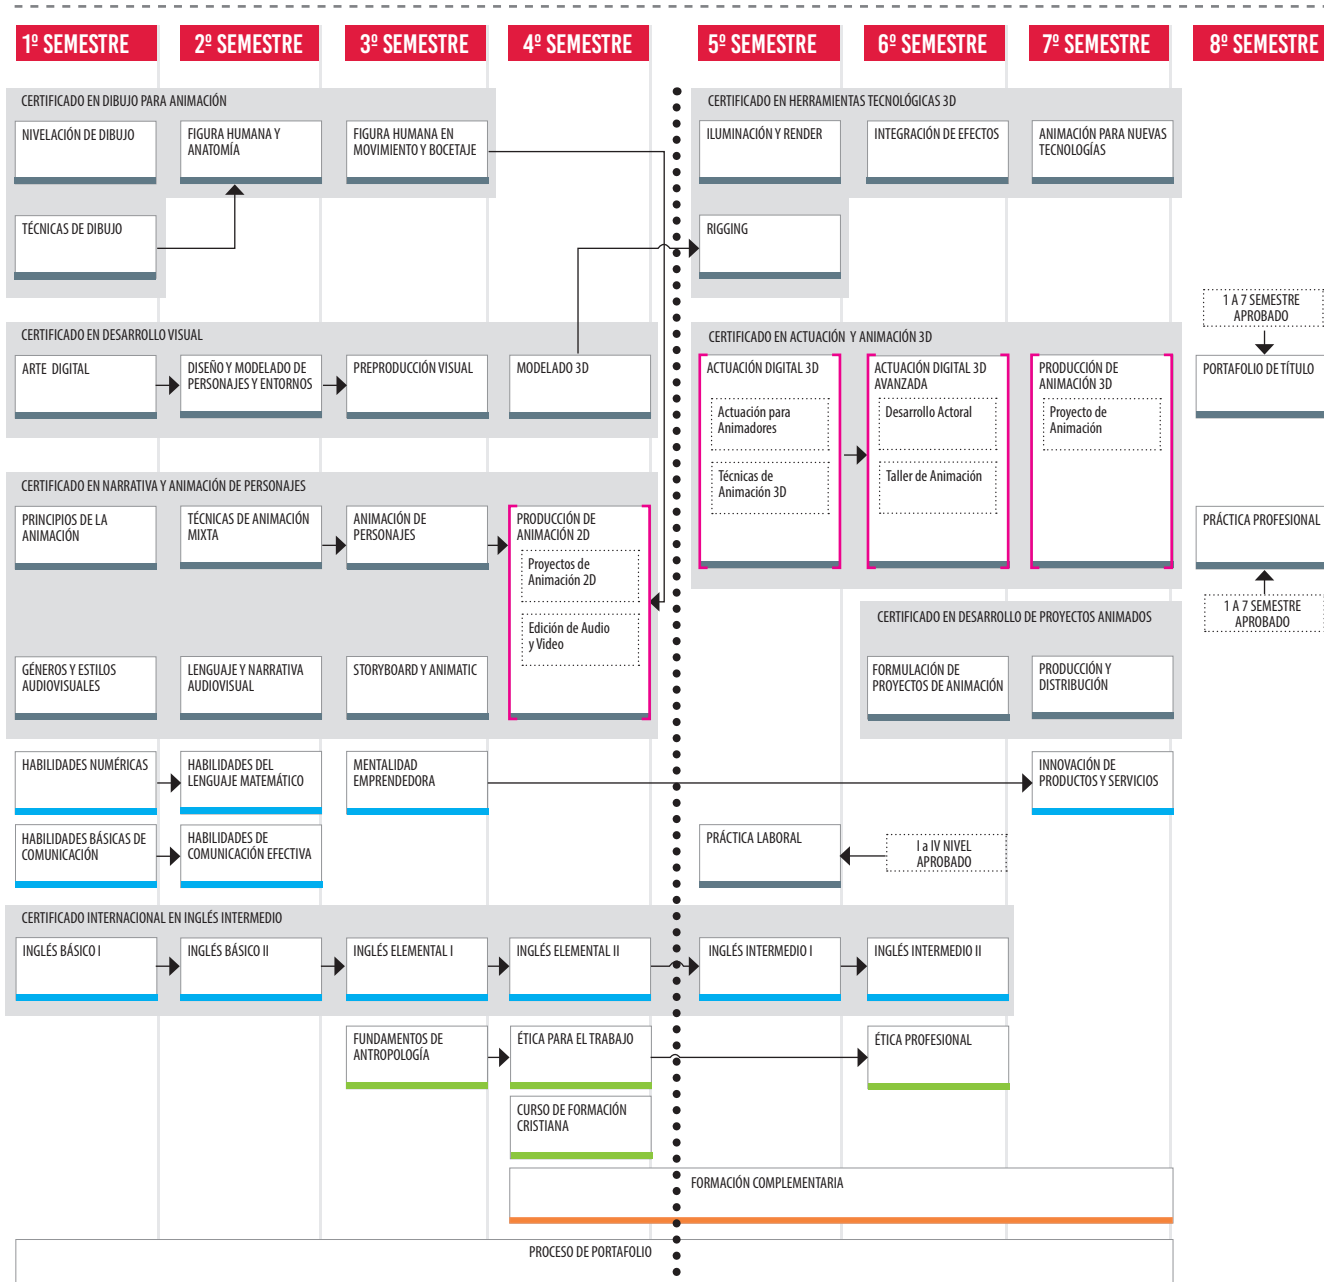 1º SEMESTRE
2º SEMESTRE
3º SEMESTRE
4º SEMESTRE
5º SEMESTRE
6º SEMESTRE
7º SEMESTRE
8º SEMESTRE
CERTIFICADO EN DIBUJO PARA ANIMACIÓN
NIVELACIÓN DE DIBUJO
FIGURA HUMANA Y
ANATOMÍA
FIGURA HUMANA EN
MOVIMIENTO Y BOCETAJE
TÉCNICAS DE DIBUJO
CERTIFICADO EN HERRAMIENTAS TECNOLÓGICAS 3D
ILUMINACIÓN Y RENDER
INTEGRACIÓN DE EFECTOS
ANIMACIÓN PARA NUEVAS
TECNOLOGÍAS
RIGGING
CERTIFICADO EN DESARROLLO VISUAL
ARTE DIGITAL
DISEÑO Y MODELADO DE
PERSONAJES Y ENTORNOS
PREPRODUCCIÓN VISUAL
MODELADO 3D
CERTIFICADO EN ACTUACIÓN Y ANIMACIÓN 3D
ACTUACIÓN DIGITAL 3D
Actuación para
Animadores
Técnicas de
Animación 3D
ACTUACIÓN DIGITAL 3D
AVANZADA
Desarrollo Actoral
Taller de Animación
PRODUCCIÓN DE
ANIMACIÓN 3D
Proyecto de
Animación
1 A 7 SEMESTRE
APROBADO
PORTAFOLIO DE TÍTULO
PRÁCTICA PROFESIONAL
1 A 7 SEMESTRE
APROBADO
CERTIFICADO EN NARRATIVA Y ANIMACIÓN DE PERSONAJES
PRINCIPIOS DE LA
ANIMACIÓN
TÉCNICAS DE ANIMACIÓN
MIXTA
ANIMACIÓN DE
PERSONAJES
PRODUCCIÓN DE
ANIMACIÓN 2D
Proyectos de
Animación 2D
Edición de Audio
y Video
GÉNEROS Y ESTILOS
AUDIOVISUALES
LENGUAJE Y NARRATIVA
AUDIOVISUAL
STORYBOARD Y ANIMATIC
CERTIFICADO EN DESARROLLO DE PROYECTOS ANIMADOS
FORMULACIÓN DE
PROYECTOS DE ANIMACIÓN
PRODUCCIÓN Y
DISTRIBUCIÓN
HABILIDADES NUMÉRICAS
HABILIDADES DEL
LENGUAJE MATEMÁTICO
MENTALIDAD
EMPRENDEDORA
INNOVACIÓN DE
PRODUCTOS Y SERVICIOS
HABILIDADES BÁSICAS DE
COMUNICACIÓN
HABILIDADES DE
COMUNICACIÓN EFECTIVA
PRÁCTICA LABORAL
I a IV NIVEL
APROBADO
CERTIFICADO INTERNACIONAL EN INGLÉS INTERMEDIO
INGLÉS BÁSICO I
INGLÉS BÁSICO II
INGLÉS ELEMENTAL I
INGLÉS ELEMENTAL II
INGLÉS INTERMEDIO I
INGLÉS INTERMEDIO II
FUNDAMENTOS DE
ANTROPOLOGÍA
ÉTICA PARA EL TRABAJO
ÉTICA PROFESIONAL
CURSO DE FORMACIÓN
CRISTIANA
FORMACIÓN COMPLEMENTARIA
PROCESO DE PORTAFOLIO